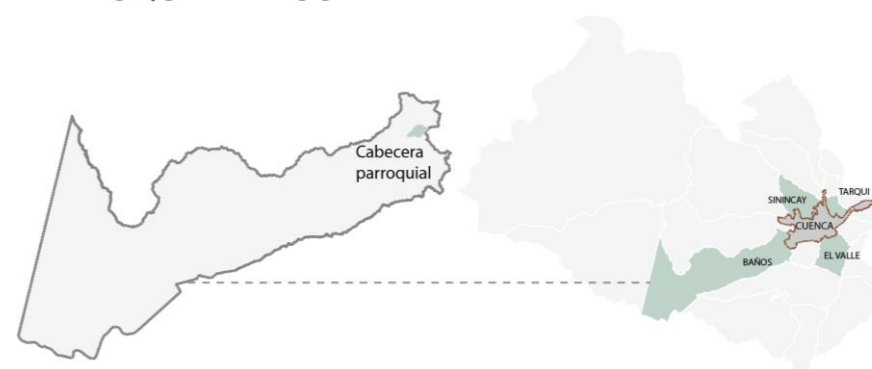 Cabecera
parroquial
SININCAY
TARQUI
CUENCA
BAÑOS
EL VALLE